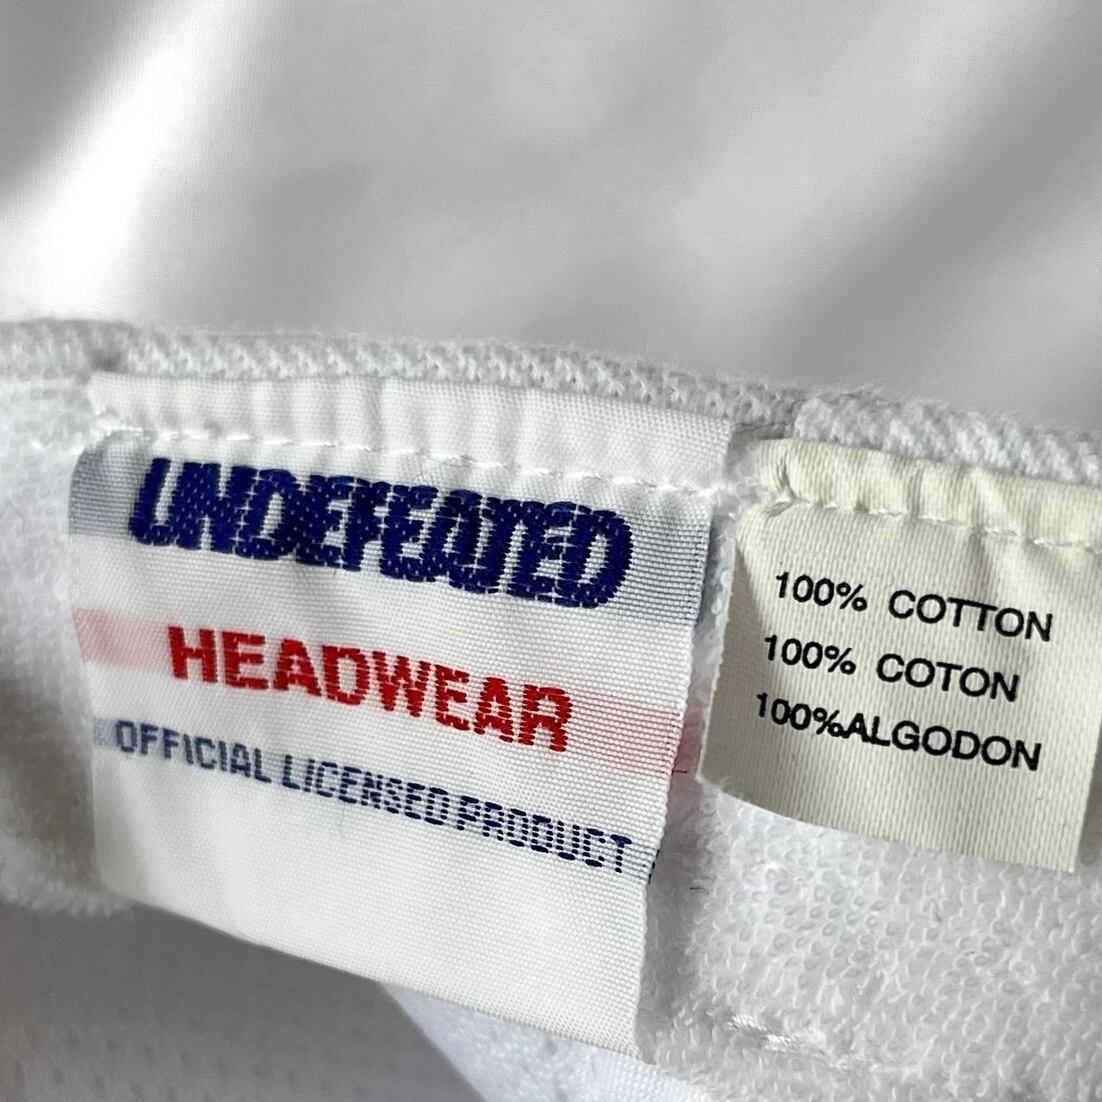 UNDEFEATED
HEADWEAR
OFFICIAL LICENSED PRODUCT
100% COTTON
100% COTON
100%ALGODON